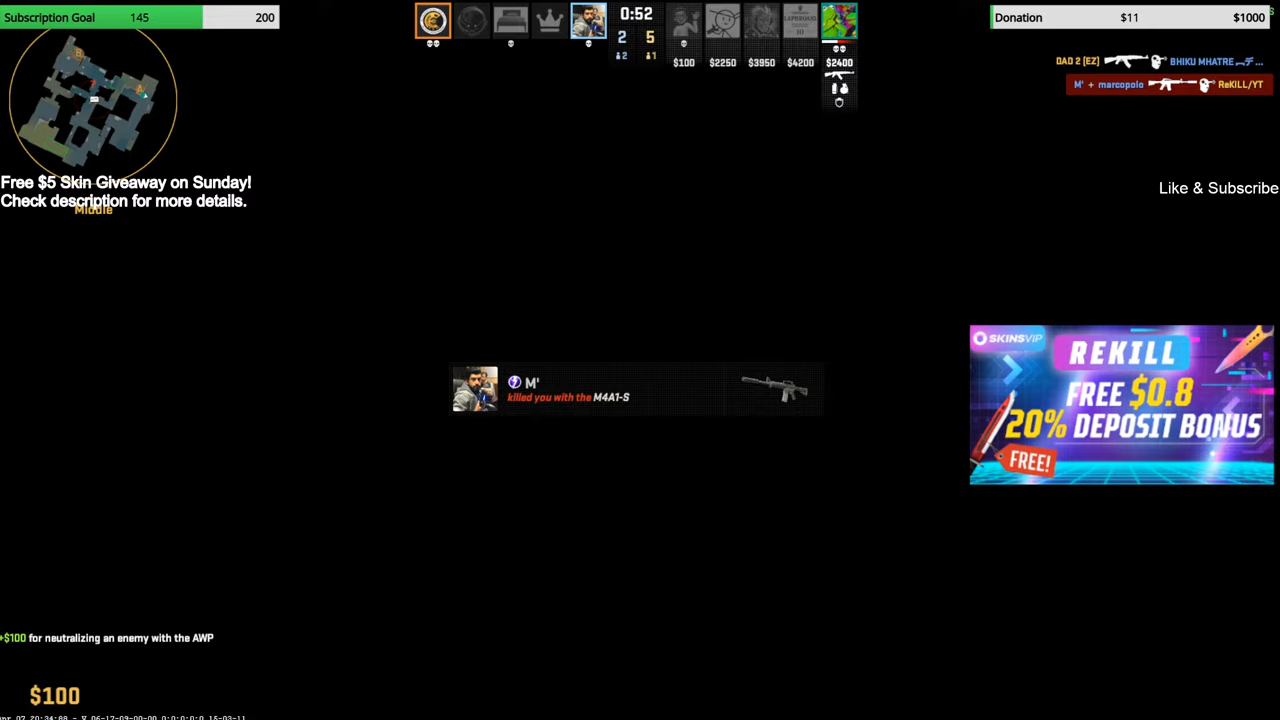 Subscription Goal 145 200
0:52
2 5
2 1
$100 $2250 $3950 $4200 $2400
Donation $11 $1000
DAD 2 [EZ] BHIKU MHATRE
M' + marcopolo ReKILL/YT
Free $5 Skin Giveaway on Sunday!
Check description for more details.
Middle
Like & Subscribe
M'
killed you with the M4A1-S
SKINSVIP
REKILL
FREE $0.8
20% DEPOSIT BONUS
FREE!
+$100 for neutralizing an enemy with the AWP
$100